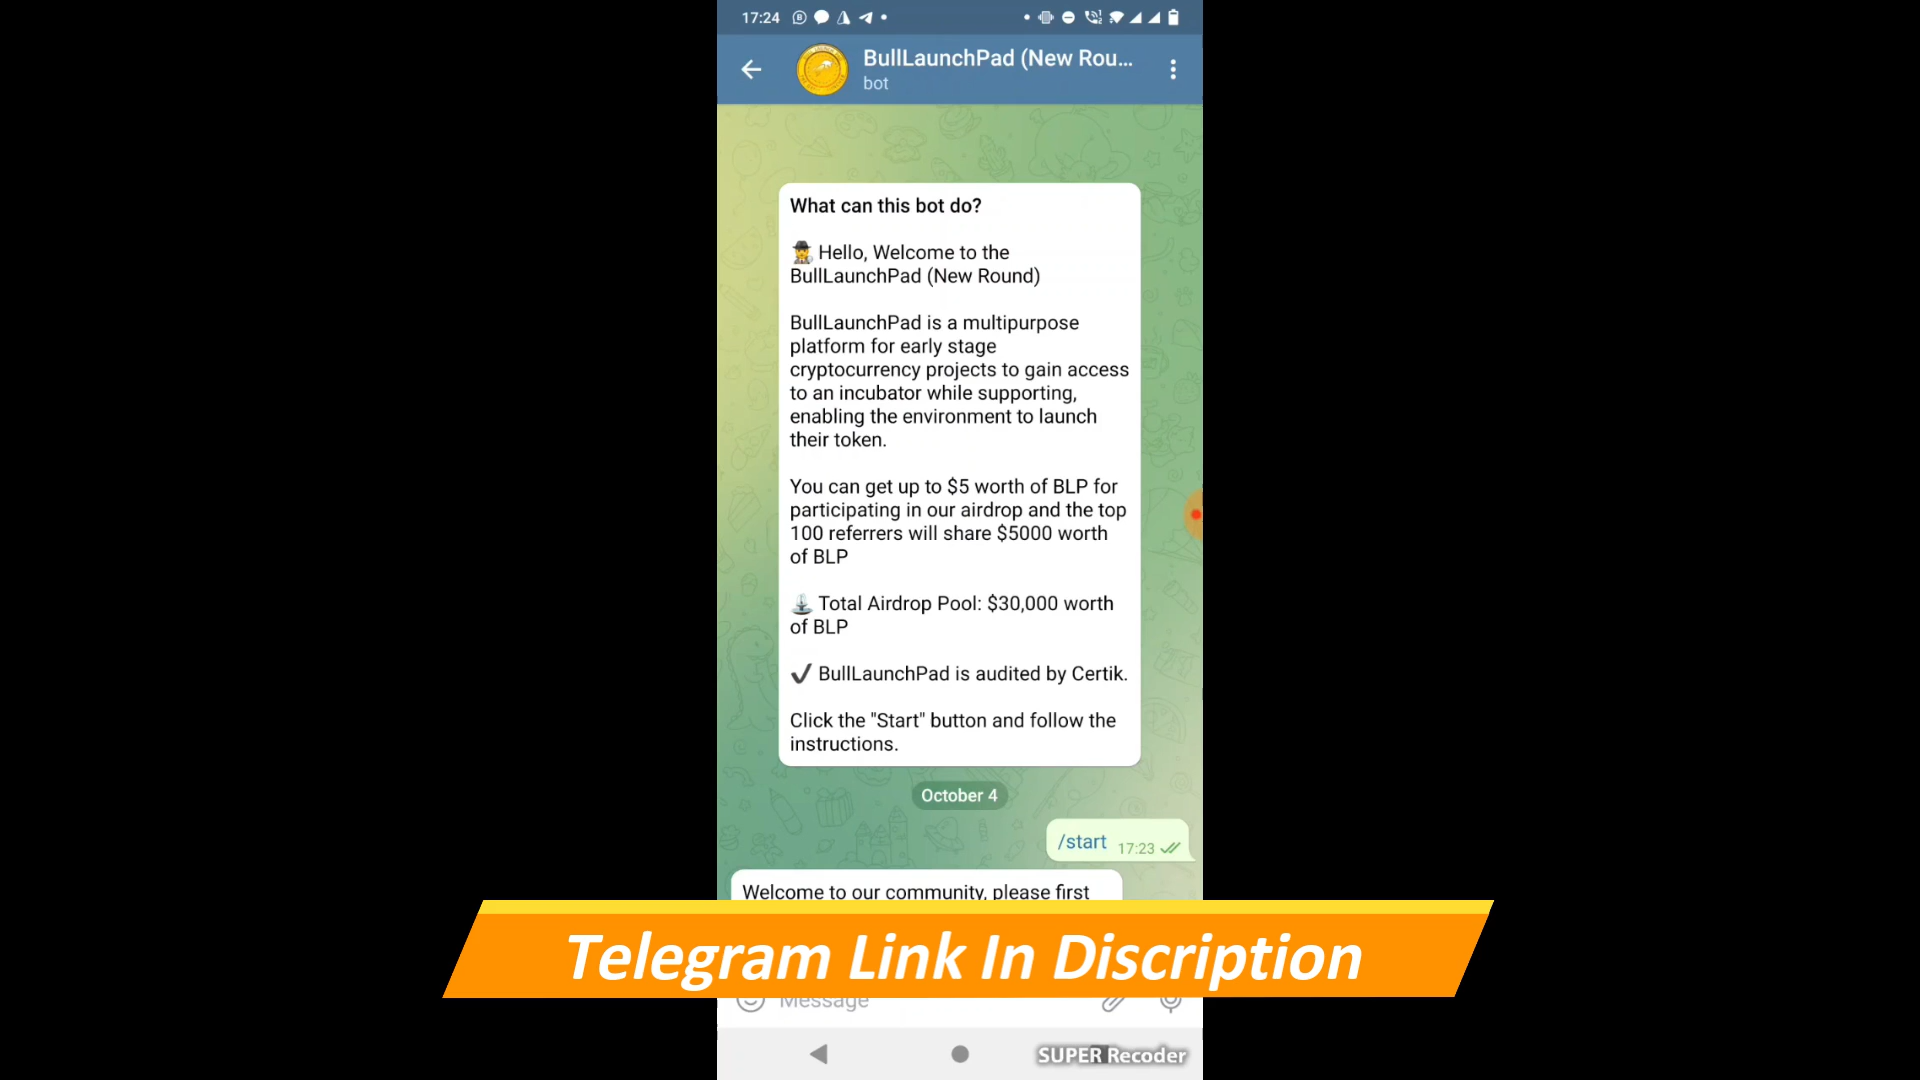 17:24
BullLaunchPad (New Rou...
bot
What can this bot do?
Hello, Welcome to the
BullLaunchPad (New Round)
BullLaunchPad is a multipurpose
platform for early stage
cryptocurrency projects to gain access
to an incubator while supporting,
enabling the environment to launch
their token.
You can get up to $5 worth of BLP for
participating in our airdrop and the top
100 referrers will share $5000 worth
of BLP
Total Airdrop Pool: $30,000 worth
of BLP
✔ BullLaunchPad is audited by Certik.
Click the "Start" button and follow the
instructions.
October 4
/start 17:23
Welcome to our community, please first
Telegram Link In Discription
Message
SUPER Recoder